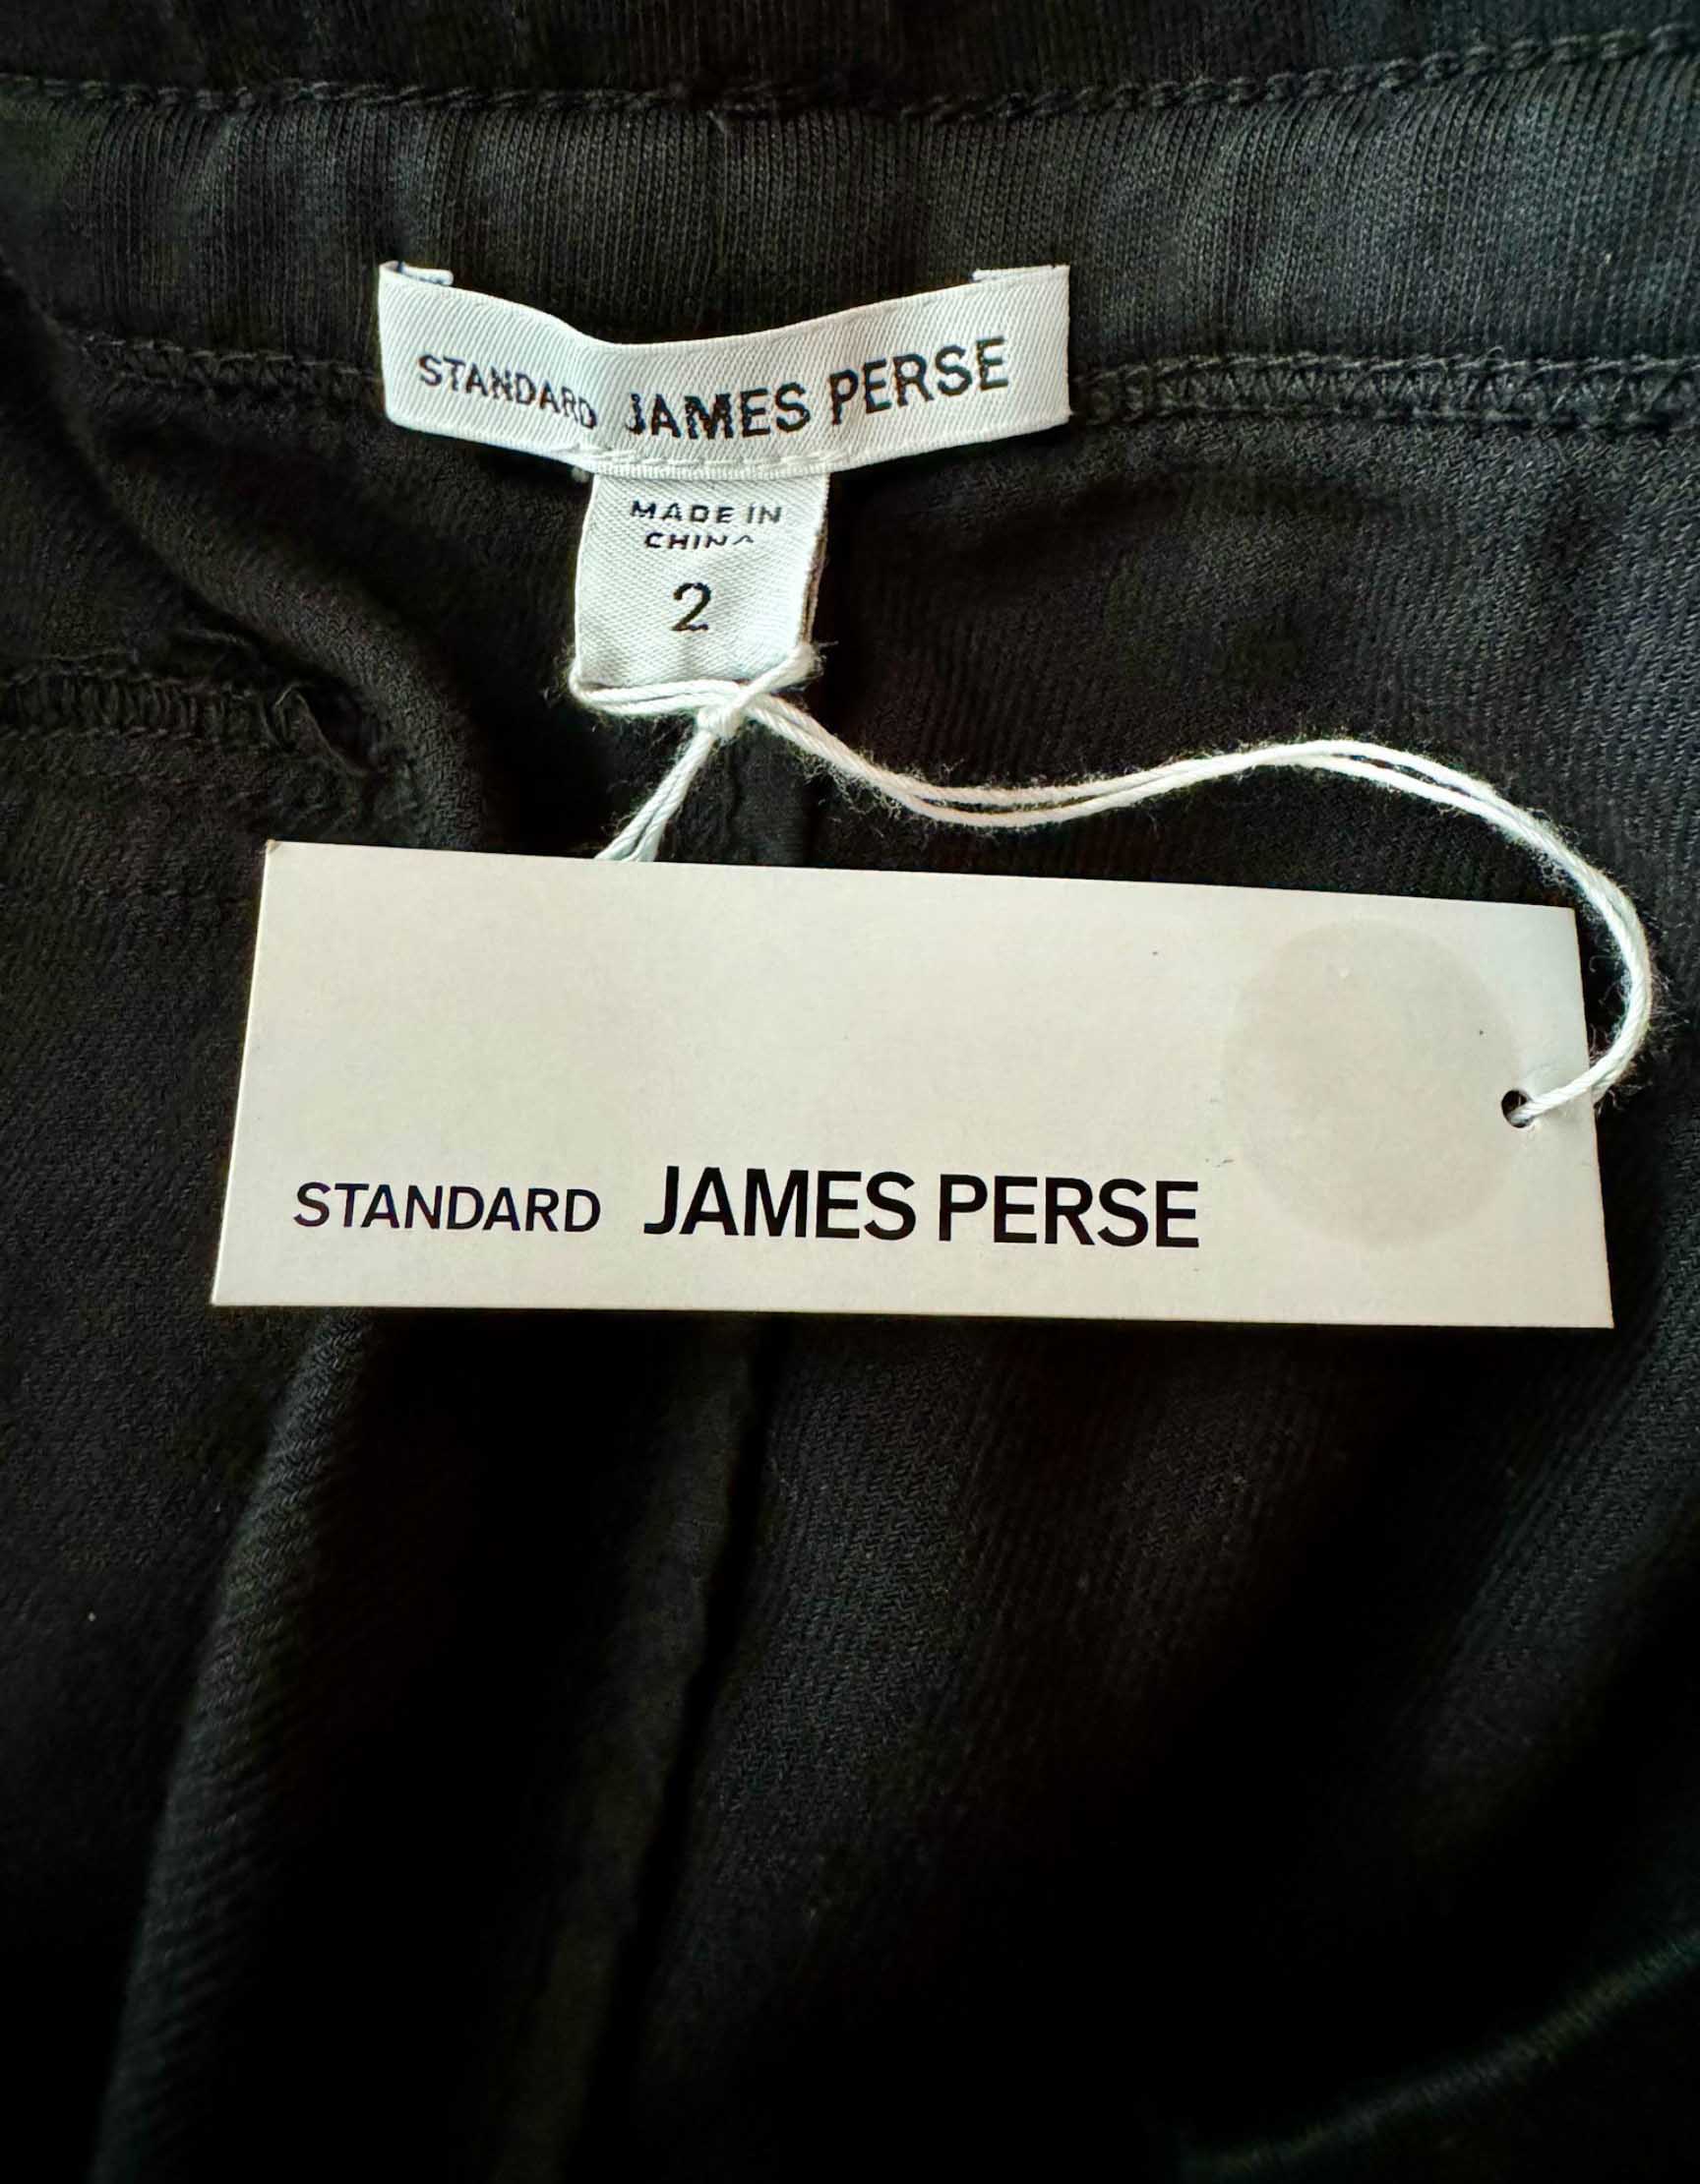 STANDARD JAMES PERSE
MADE IN
CHINA
2
STANDARD JAMES PERSE